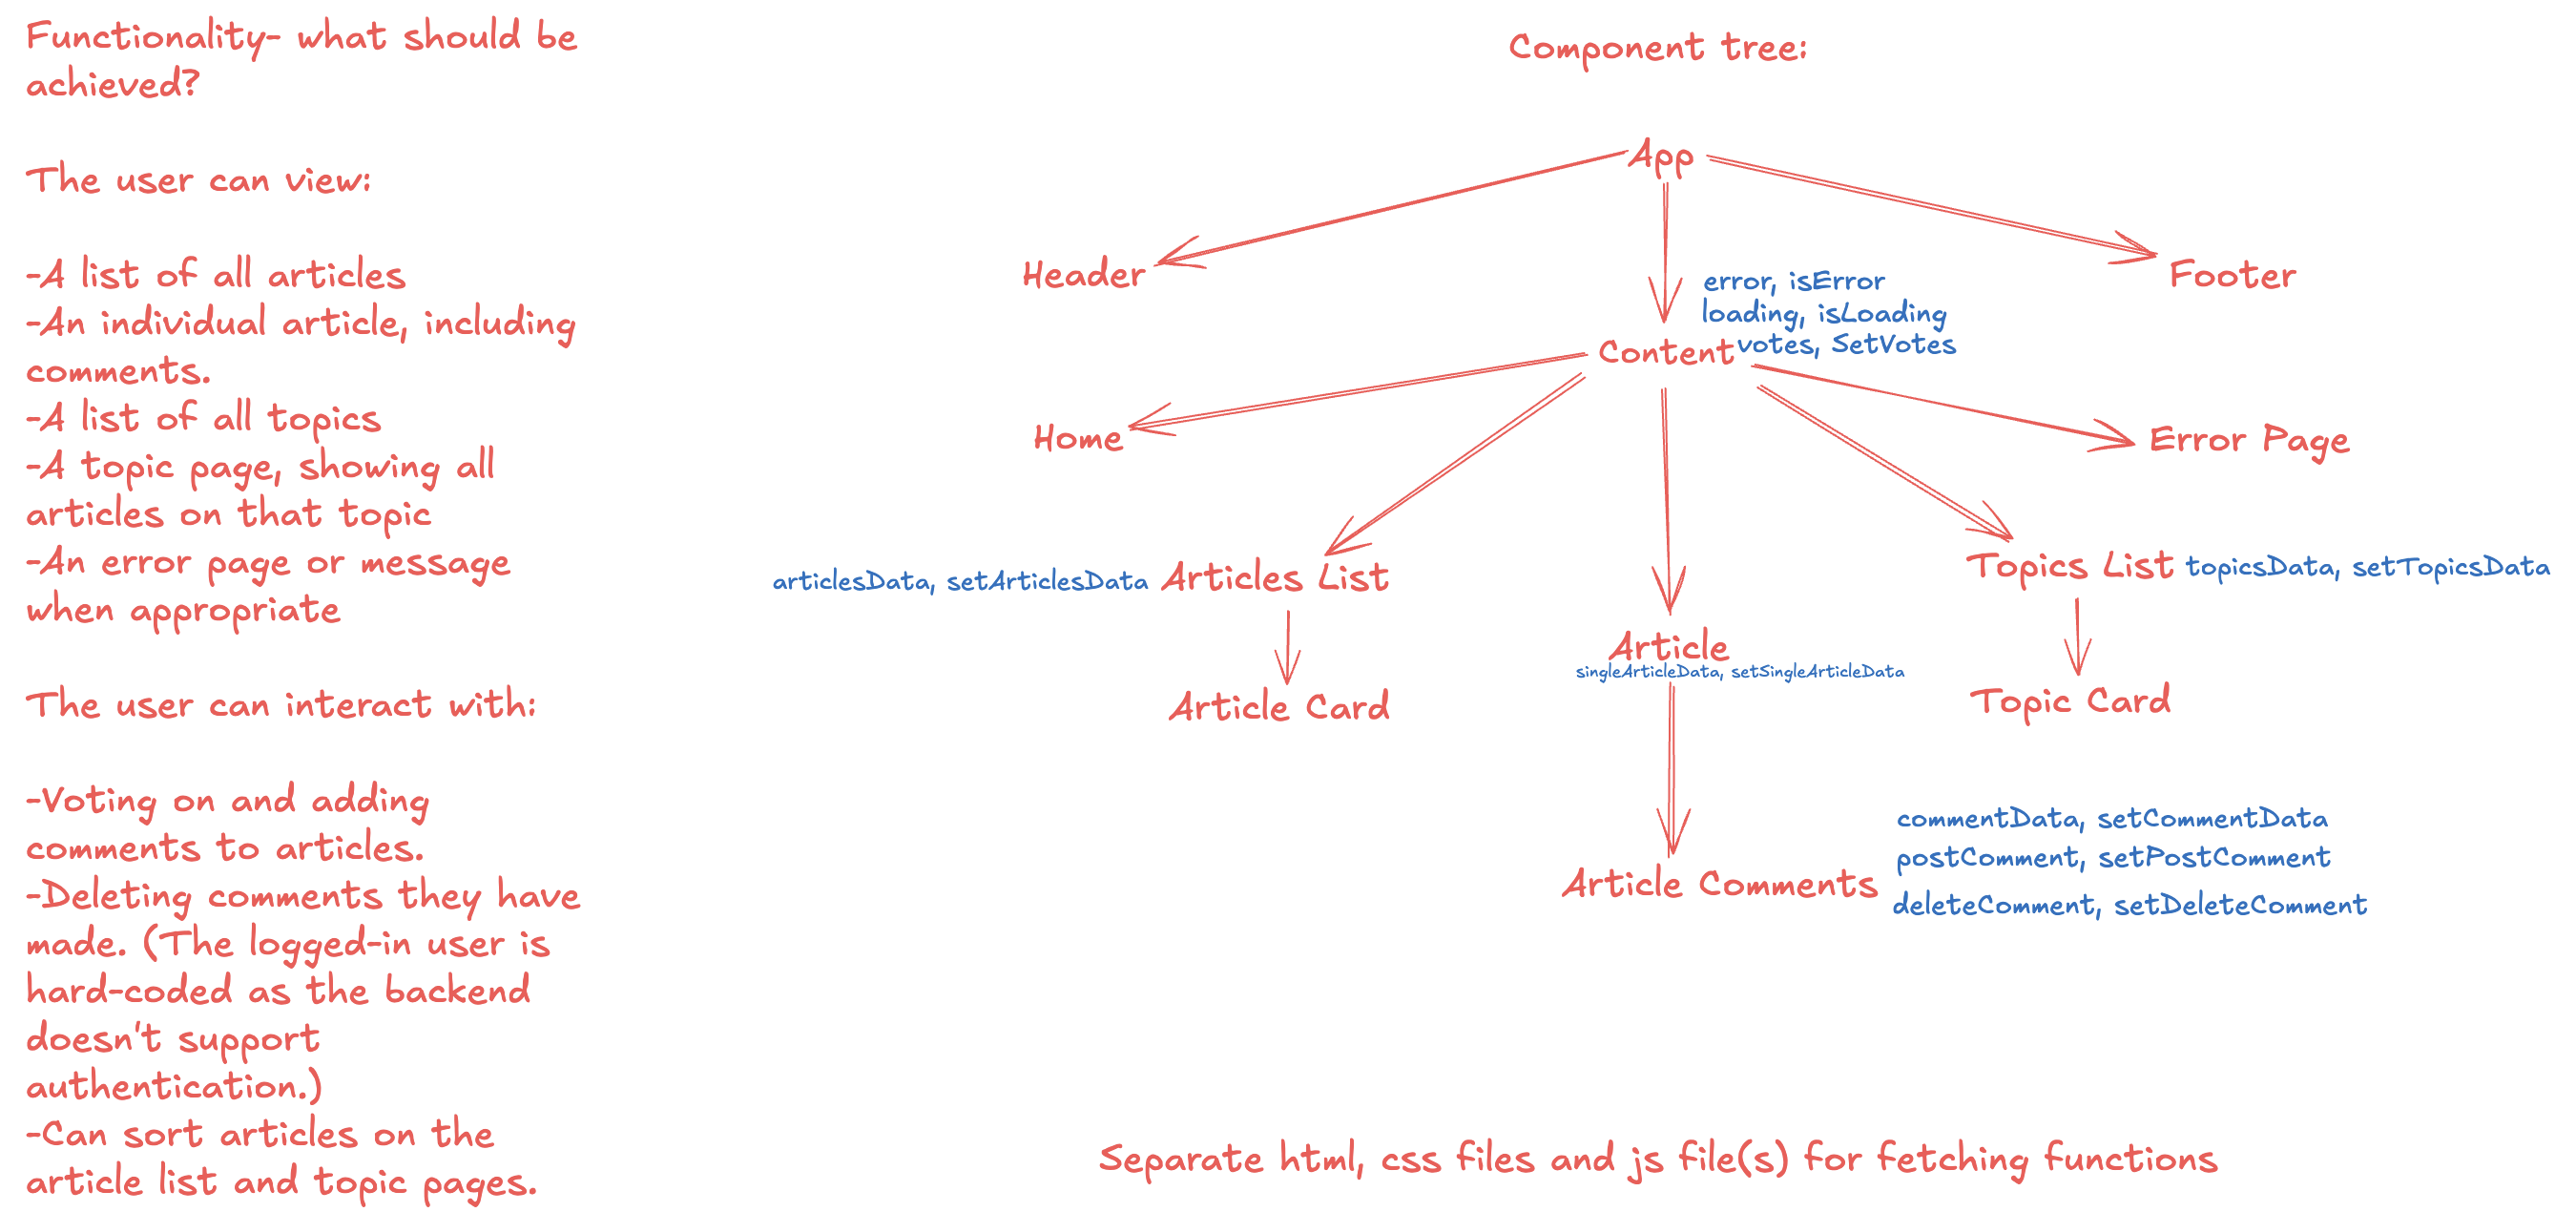 Functionality- what should be
achieved?
The user can view:
-A list of all articles
-An individual article, including
comments.
-A list of all topics
-A topic page, showing all
articles on that topic
-An error page or message
when appropriate
The user can interact with:
-Voting on and adding
comments to articles.
-Deleting comments they have
made. (The logged-in user is
hard-coded as the backend
doesn't support
authentication.)
-Can sort articles on the
article list and topic pages.
Component tree:
App
Header
Footer
error, isError
loading, isLoading
votes, SetVotes
Content
Home
Error Page
articlesData, setArticlesData
Articles List
Topics List
topicsData, setTopicsData
Article
singleArticleData, setSingleArticleData
Article Card
Topic Card
commentData, setCommentData
postComment, setPostComment
Article Comments
deleteComment, setDeleteComment
Separate html, css files and js file(s) for fetching functions